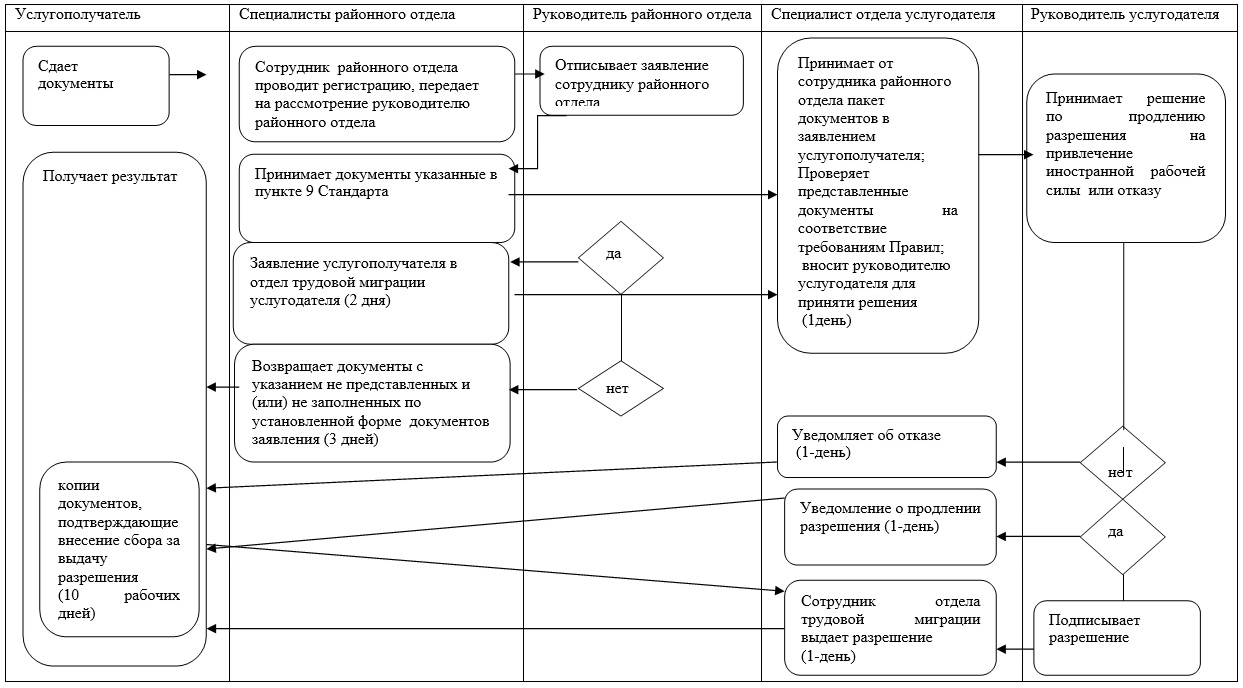 Услугополучатель
Специалисты районного отдела
Руководитель районного отдела
Специалист отдела услугодателя
Руководитель услугодателя
Сдает
документы
Сотрудник районного отдела
проводит регистрацию, передает
на рассмотрение руководителю
районного отдела
Отписывает заявление
сотруднику районного
отдела
Принимает от
сотрудника районного
отдела пакет
документов в
заявлением
услугополучателя;
Проверяет
представленные
документы на
соответствие
требованиям Правил;
вносит руководителю
услугодателя для
приняти решения
(1день)
Принимает решение
по продлению
разрешения на
привлечение
иностранной рабочей
силы или отказу
Получает результат
Принимает документы указанные в
пункте 9 Стандарта
да
Заявление услугополучателя в
отдел трудовой миграции
услугодателя (2 дня)
Возвращает документы с
указанием не представленных и
(или) не заполненных по
установленной форме документов
заявления (3 дней)
нет
Уведомляет об отказе
(1-день)
нет
копии
документов,
подтверждающие
внесение сбора за
выдачу
разрешения
(10 рабочих
дней)
Уведомление о продлении
разрешения (1-день)
да
Сотрудник отдела
трудовой миграции
выдает разрешение
(1-день)
Подписывает
разрешение